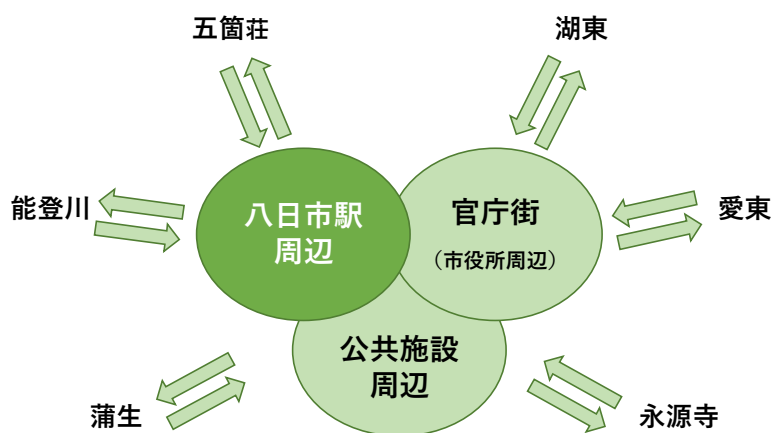 五箇荘
湖東
能登川
八日市駅
周辺
官庁街
（市役所周辺）
愛東
公共施設
周辺
蒲生
永源寺